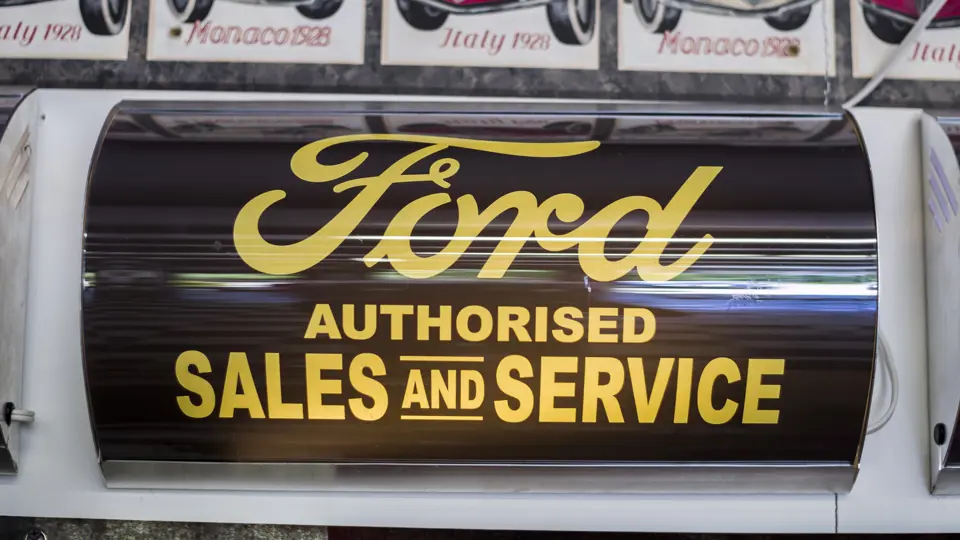 Italy 1928
Monaco 1928
Italy 1928
Monaco 1928
Italy
Ford
AUTHORISED
SALES AND SERVICE